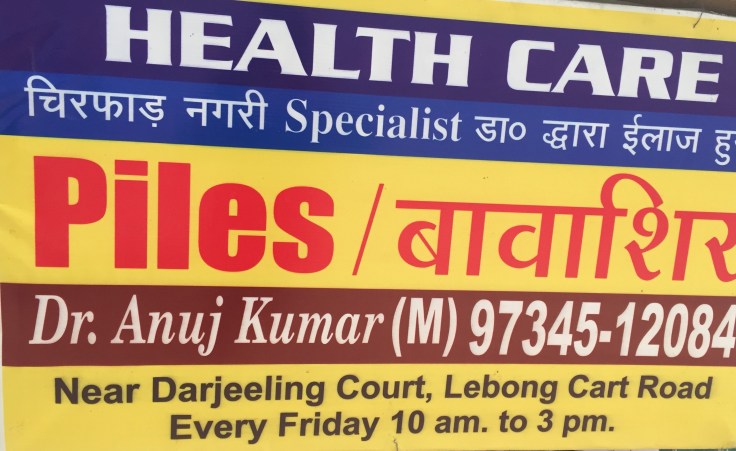 HEALTH CARE
चिरफाड़ नगरी Specialist डा० द्धारा ईलाज
Piles / बावाशिर
Dr. Anuj Kumar (M) 97345-12084
Near Darjeeling Court, Lebong Cart Road
Every Friday 10 am. to 3 pm.